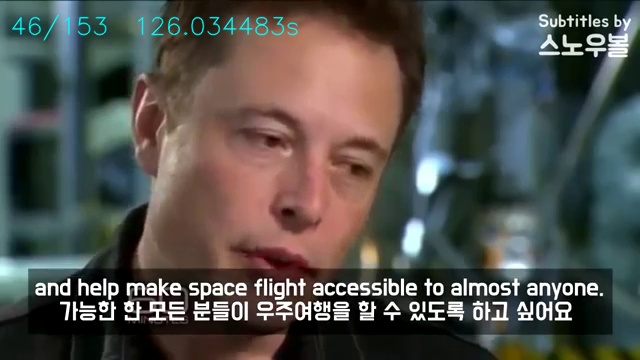 46/153 126.034483s
Subtitles by
스노우볼
and help make space flight accessible to almost anyone.
가능한 한 모든 분들이 우주여행을 할 수 있도록 하고 싶어요
MINUTES